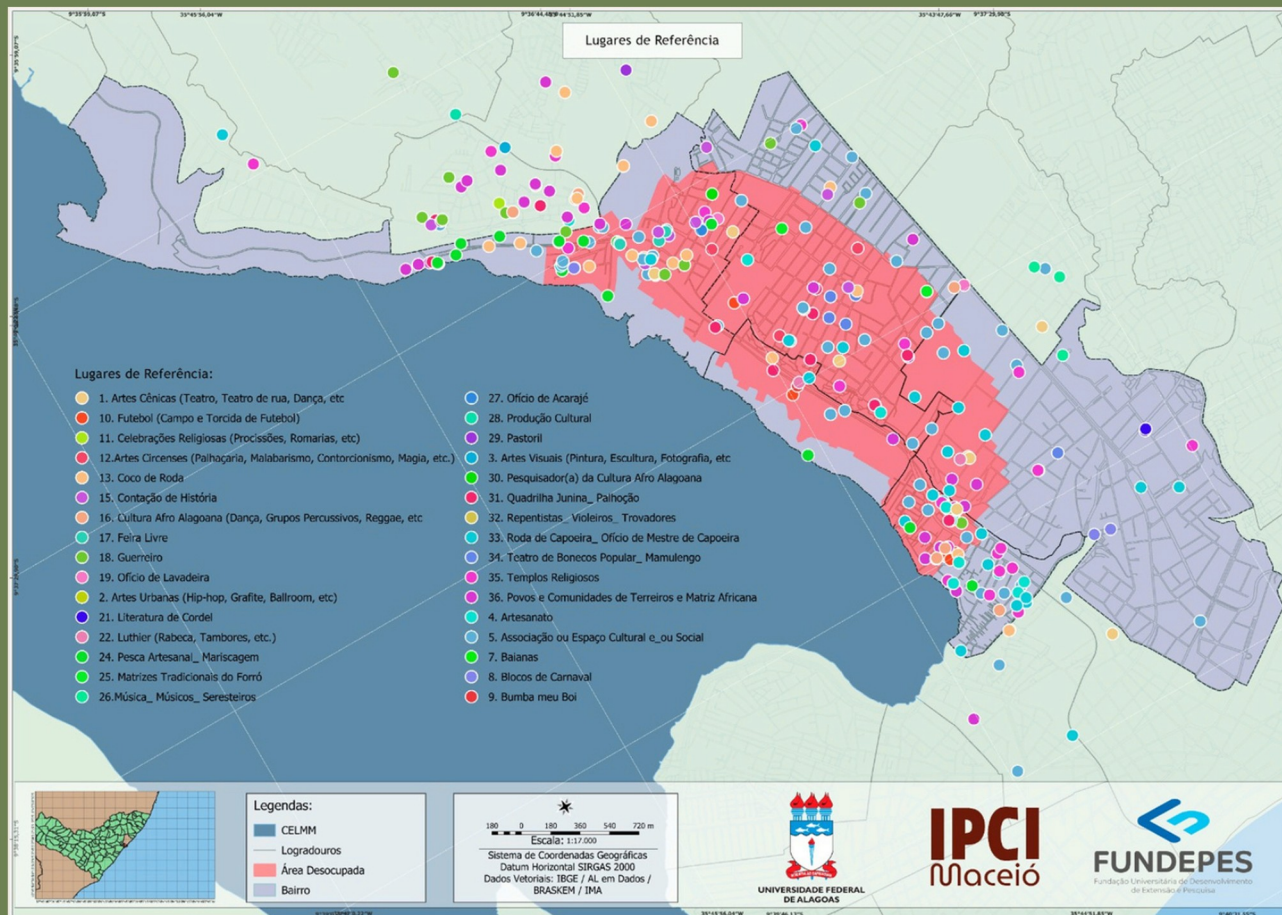 Lugares de Referência
Lugares de Referência:
1. Artes Cênicas (Teatro, Teatro de rua, Dança, etc
10. Futebol (Campo e Torcida de Futebol)
11. Celebrações Religiosas (Procissões, Romarias, etc)
12.Artes Circenses (Palhaçaria, Malabarismo, Contorcionismo, Magia, etc.)
13. Coco de Roda
15. Contação de História
16. Cultura Afro Alagoana (Dança, Grupos Percussivos, Reggae, etc
17. Feira Livre
18. Guerreiro
19. Ofício de Lavadeira
2. Artes Urbanas (Hip-hop, Grafite, Ballroom, etc)
21. Literatura de Cordel
22. Luthier (Rabeca, Tambores, etc.)
24. Pesca Artesanal_ Mariscagem
25. Matrizes Tradicionais do Forró
26.Música_ Músicos_ Seresteiros
27. Ofício de Acarajé
28. Produção Cultural
29. Pastoril
3. Artes Visuais (Pintura, Escultura, Fotografia, etc
30. Pesquisador(a) da Cultura Afro Alagoana
31. Quadrilha Junina_ Palhoção
32. Repentistas_ Violeiros_ Trovadores
33. Roda de Capoeira_ Ofício de Mestre de Capoeira
34. Teatro de Bonecos Popular_ Mamulengo
35. Templos Religiosos
36. Povos e Comunidades de Terreiros e Matriz Africana
4. Artesanato
5. Associação ou Espaço Cultural e_ou Social
7. Baianas
8. Blocos de Carnaval
9. Bumba meu Boi
Legendas:
CELMM
Logradouros
Área Desocupada
Bairro
180 0 180 360 540 720 m
Escala: 1:17.000
Sistema de Coordenadas Geográficas
Datum Horizontal SIRGAS 2000
Dados Vetoriais: IBGE / AL em Dados /
BRASKEM / IMA
UNIVERSIDADE FEDERAL
DE ALAGOAS
IPCI
Maceió
FUNDEPES
Fundação Universitária de Desenvolvimento
de Extensão e Pesquisa